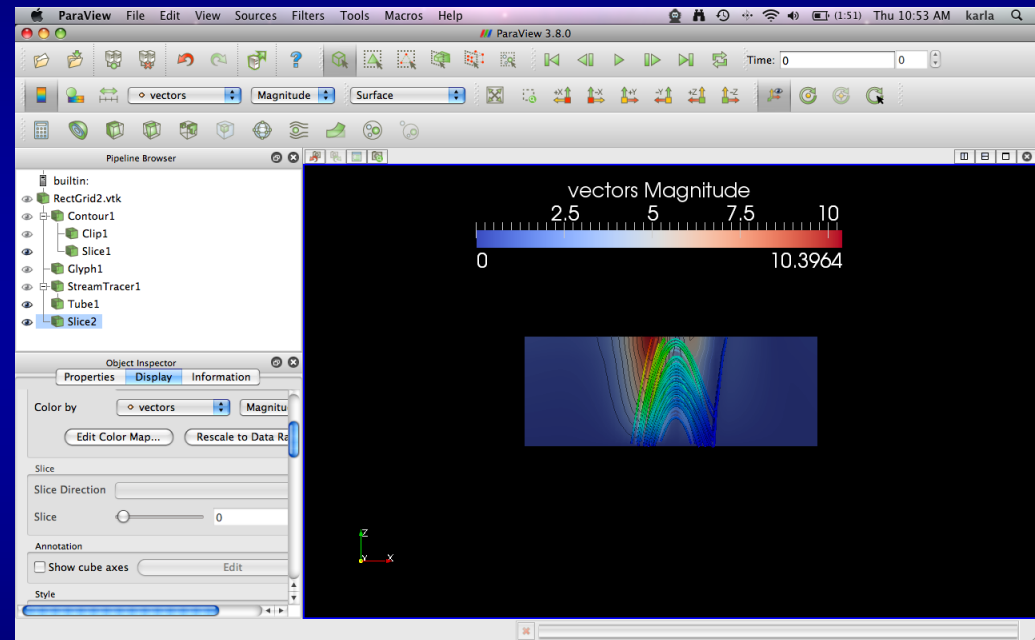 ParaView File Edit View Sources Filters Tools Macros Help (1:51) Thu 10:53 AM karla
ParaView 3.8.0
Time: 0 0
vectors Magnitude Surface +X -X +Y -Y +Z -Z
Pipeline Browser
builtin:
RectGrid2.vtk
Contour1
Clip1
Slice1
Glyph1
StreamTracer1
Tube1
Slice2
Object Inspector
Properties Display Information
Color by vectors Magnitu
Edit Color Map... Rescale to Data Ra
Slice
Slice Direction
Slice 0
Annotation
Show cube axes Edit
Style
vectors Magnitude
2.5 5 7.5 10
0 10.3964
Z
Y X